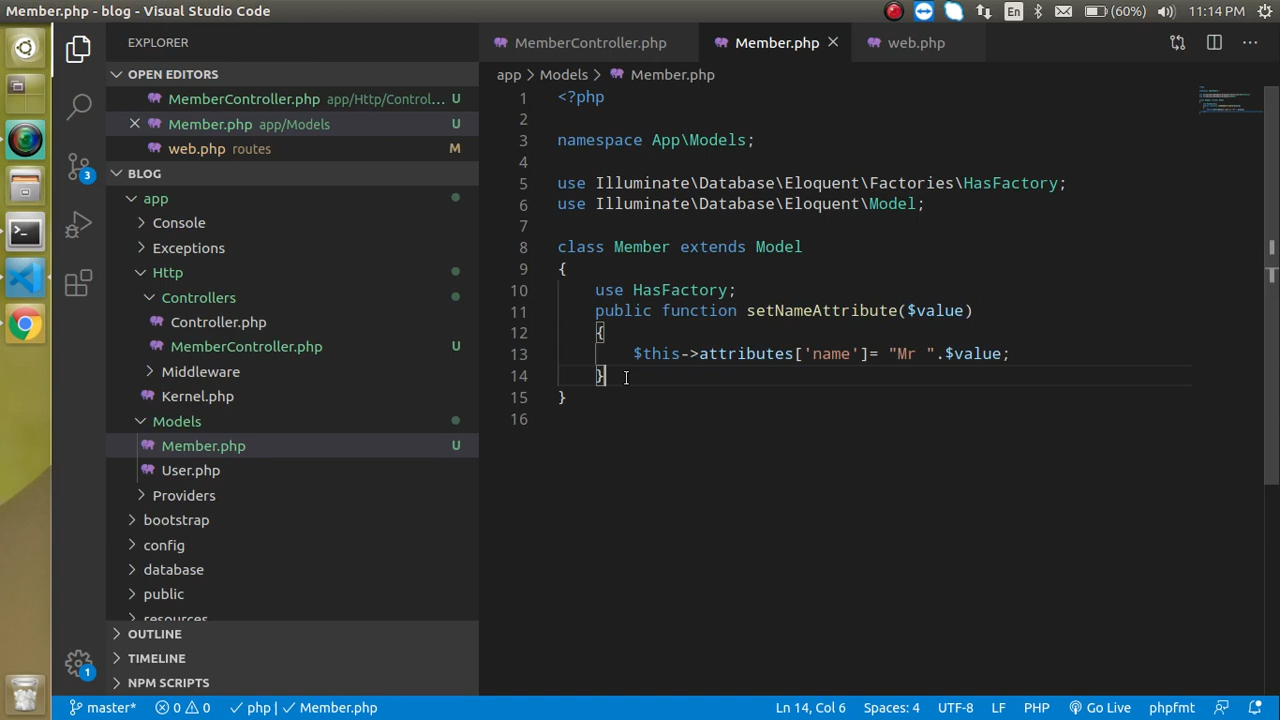 Member.php - blog - Visual Studio Code
En
(60%)
11:14 PM
EXPLORER
OPEN EDITORS
MemberController.php app/Http/Control... U
Member.php app/Models U
web.php routes M
BLOG
app
Console
Exceptions
Http
Controllers
Controller.php
MemberController.php U
Middleware
Kernel.php
Models
Member.php U
User.php
Providers
bootstrap
config
database
public
resources
OUTLINE
TIMELINE
NPM SCRIPTS
3
1
MemberController.php
Member.php
web.php
app > Models > Member.php
1 <?php
2
3 namespace App\Models;
4
5 use Illuminate\Database\Eloquent\Factories\HasFactory;
6 use Illuminate\Database\Eloquent\Model;
7
8 class Member extends Model
9 {
10 use HasFactory;
11 public function setNameAttribute($value)
12 {
13 $this->attributes['name']= "Mr ".$value;
14 }
15 }
16
master* 0 0 php | Member.php Ln 14, Col 6 Spaces: 4 UTF-8 LF PHP Go Live phpfmt